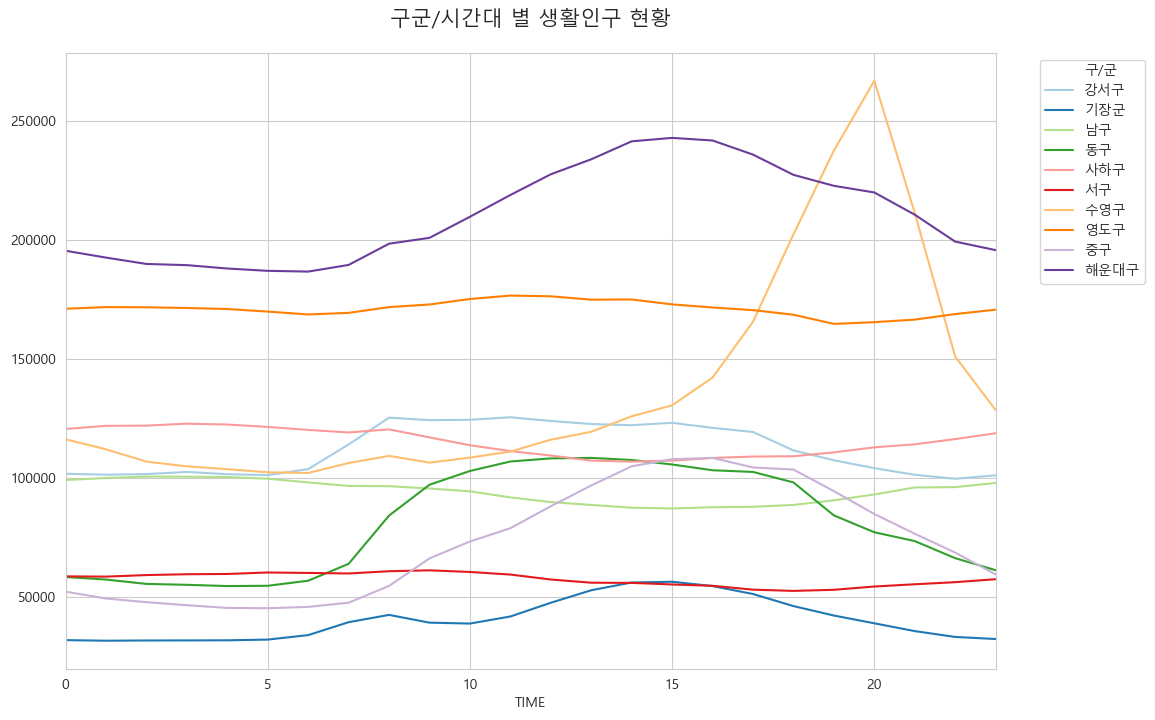 구군/시간대 별 생활인구 현황
250000
200000
150000
100000
50000
0
5
10
15
20
TIME
구/군
강서구
기장군
남구
동구
사하구
서구
수영구
영도구
중구
해운대구